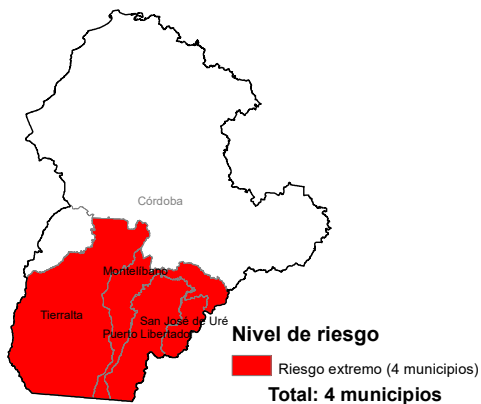 Córdoba
Montelíbano
Tierralta
San José de Uré
Puerto Libertador
Nivel de riesgo
Riesgo extremo (4 municipios)
Total: 4 municipios